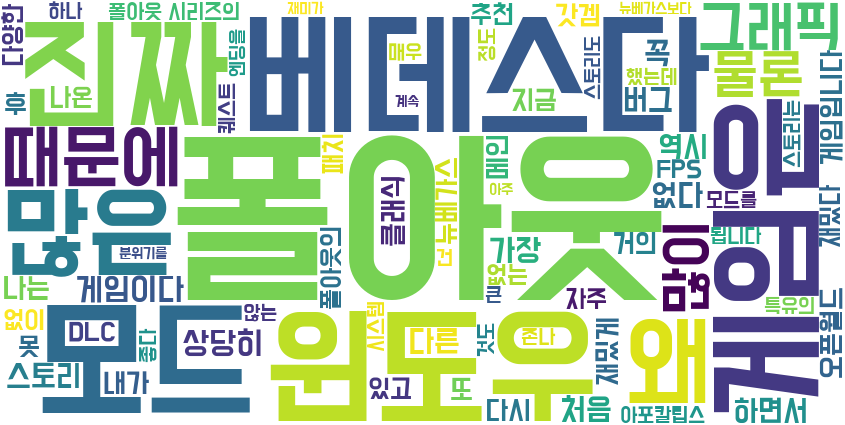 다양한
하나
폴아웃 시리즈의
재미가
추천
갓겜
뉴베가스보다
그래픽
진짜
베데스다
엔딩을
매우
정도
스토리도
꼭
했는데
물론
후
나온
퀘스트
계속
지금
버그
게임입니다
때문에
폴아웃
패치
메인
역시
FPS
없다
모드를
스토리는
게임은
많은
클래식
아주
뉴베가스
건
분위기를
폴아웃의
가장
없는
거의
많이
됩니다
재밌다
나는
게임이다
큰
자주
특유의
없이
DLC
상당히
않는
시스템
다른
것도
존나
재밌게
왜
오픈월드
모드
윈도우
못
좋다
스토리
내가
있고
또
다시
처음
아포칼립스
하면서